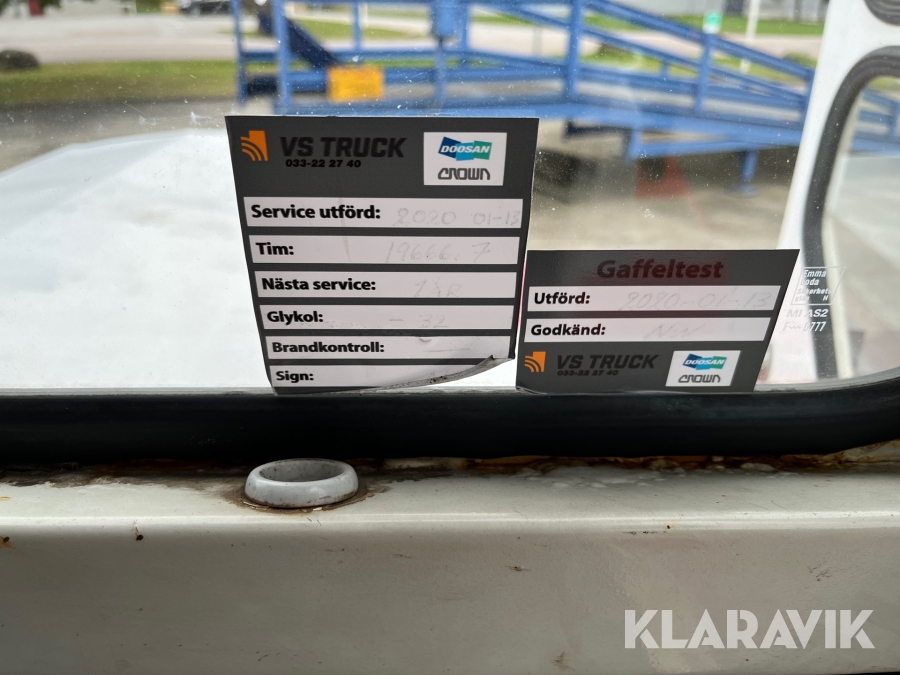 VS TRUCK
033-22 27 40
DOOSAN
CROWN
Service utförd: 2020 01-13
Tim: 19666.7
Nästa service:
Glykol: -32
Brandkontroll: —
Sign:
Gaffeltest
Utförd: 2020-01-13
Godkänd:
VS TRUCK
033-22 27 40
DOOSAN
CROWN
Emma
KLARAVIK